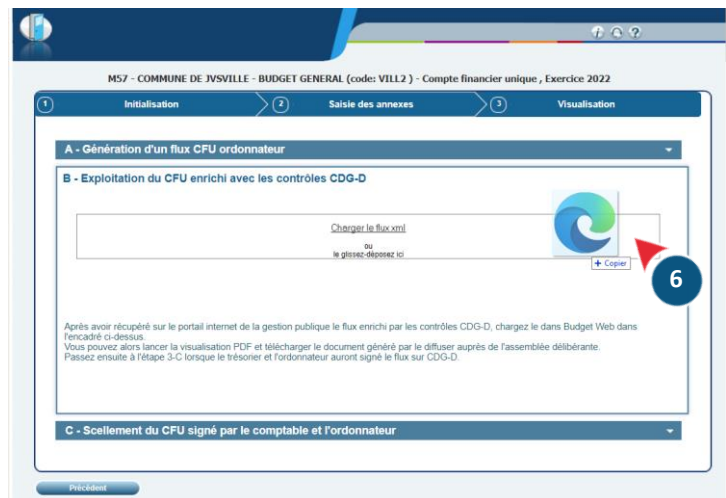 M57 - COMMUNE DE JVSVILLE - BUDGET GENERAL (code: VILL2 ) - Compte financier unique , Exercice 2022
1 Initialisation 2 Saisie des annexes 3 Visualisation
A - Génération d'un flux CFU ordonnateur
B - Exploitation du CFU enrichi avec les contrôles CDG-D
Charger le flux xml
ou
le glissez-déposez ici
+ Copier
6
Après avoir récupéré sur le portail internet de la gestion publique le flux enrichi par les contrôles CDG-D, chargez le dans Budget Web dans
l'encadré ci-dessus.
Vous pouvez alors lancer la visualisation PDF et télécharger le document généré par le diffuser auprès de l'assemblée délibérante.
Passez ensuite à l'étape 3-C lorsque le trésorier et l'ordonnateur auront signé le flux sur CDG-D.
C - Scellement du CFU signé par le comptable et l'ordonnateur
Précédent